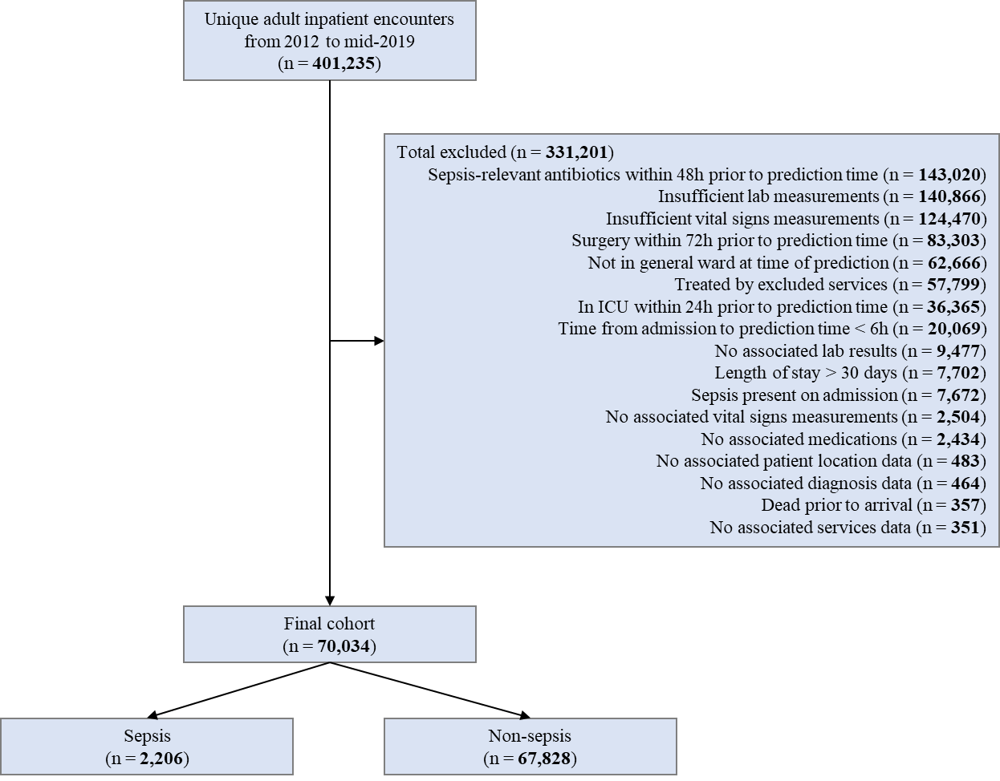 Unique adult inpatient encounters
from 2012 to mid-2019
(n = 401,235)
Total excluded (n = 331,201)
Sepsis-relevant antibiotics within 48h prior to prediction time (n = 143,020)
Insufficient lab measurements (n = 140,866)
Insufficient vital signs measurements (n = 124,470)
Surgery within 72h prior to prediction time (n = 83,303)
Not in general ward at time of prediction (n = 62,666)
Treated by excluded services (n = 57,799)
In ICU within 24h prior to prediction time (n = 36,365)
Time from admission to prediction time < 6h (n = 20,069)
No associated lab results (n = 9,477)
Length of stay > 30 days (n = 7,702)
Sepsis present on admission (n = 7,672)
No associated vital signs measurements (n = 2,504)
No associated medications (n = 2,434)
No associated patient location data (n = 483)
No associated diagnosis data (n = 464)
Dead prior to arrival (n = 357)
No associated services data (n = 351)
Final cohort
(n = 70,034)
Sepsis
(n = 2,206)
Non-sepsis
(n = 67,828)